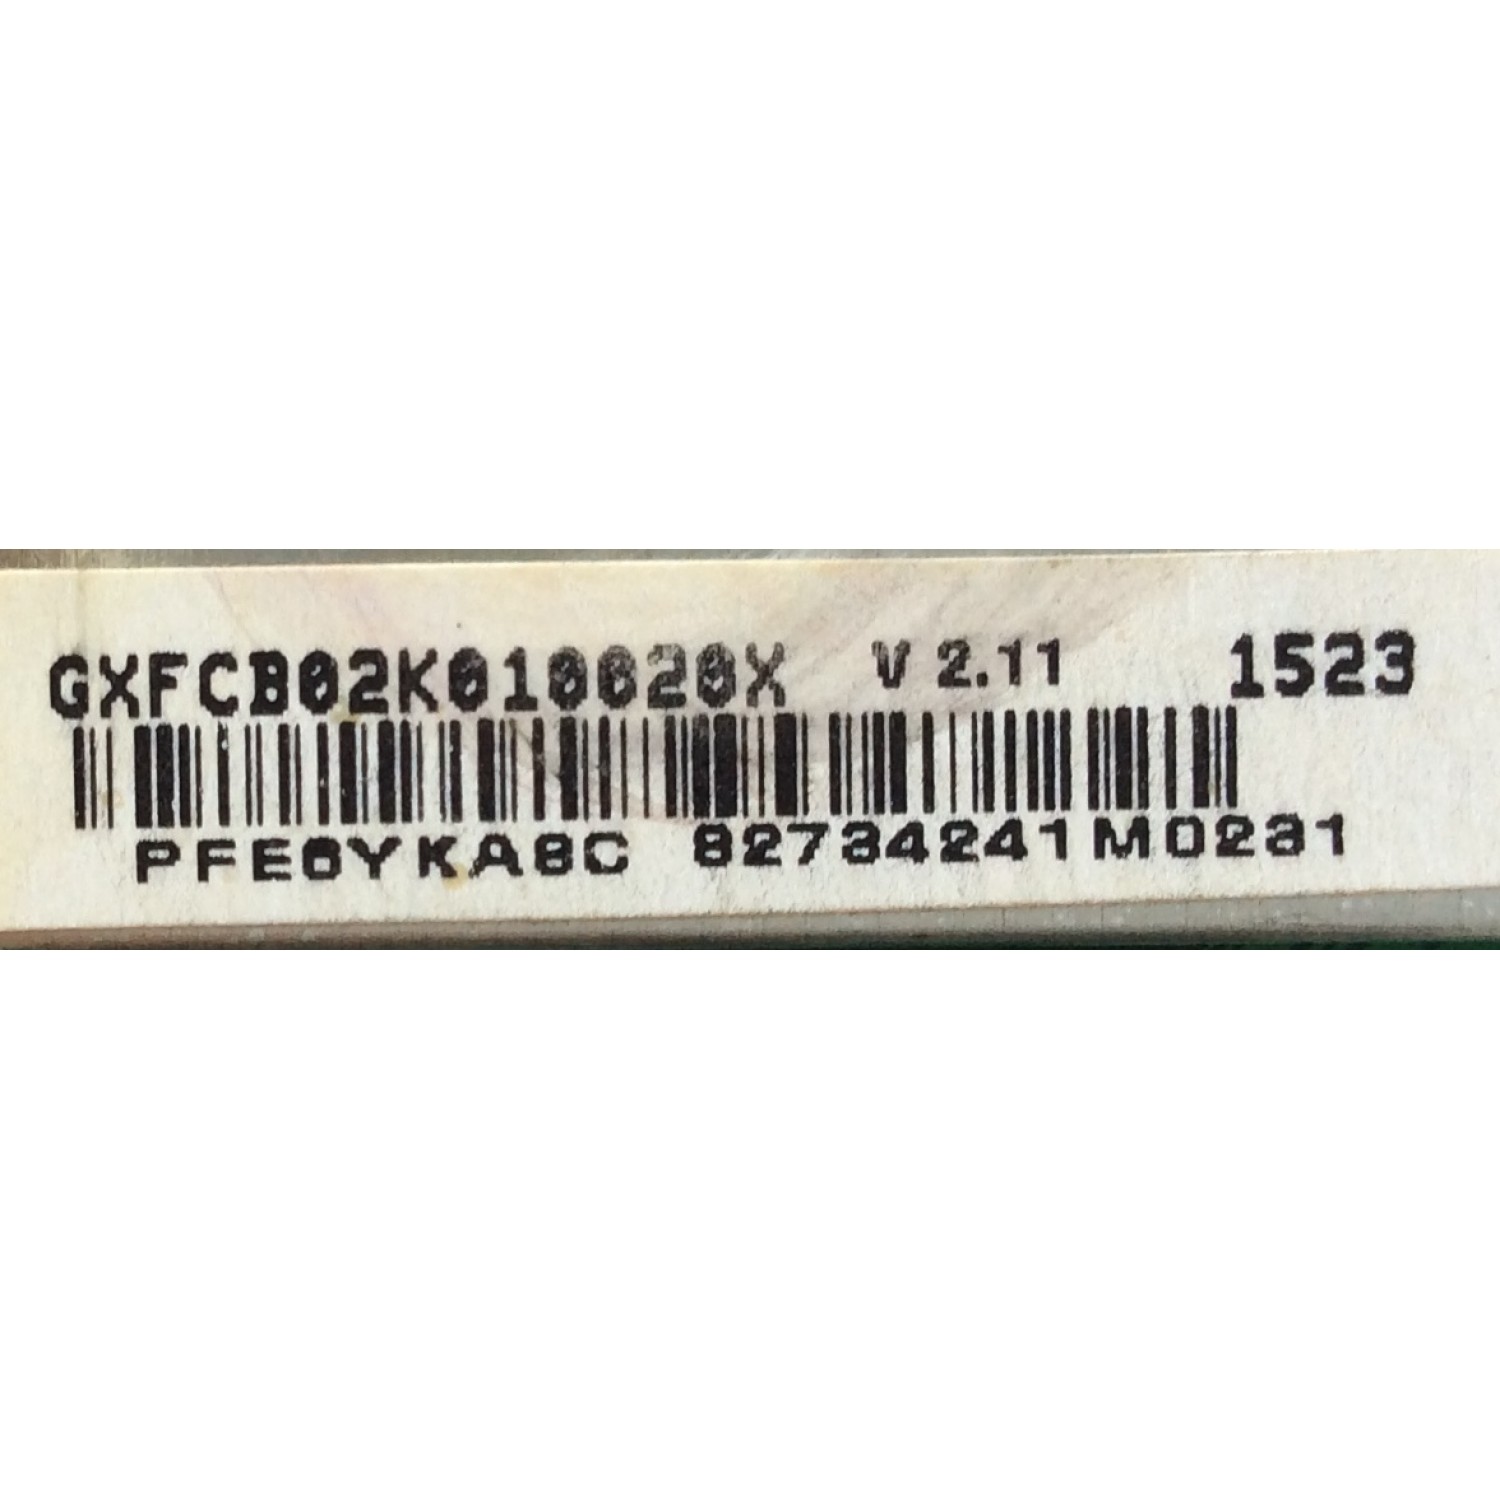 GXFCB02K010020X V 2.11 1523
PFE6YKA8C 82734241M0231